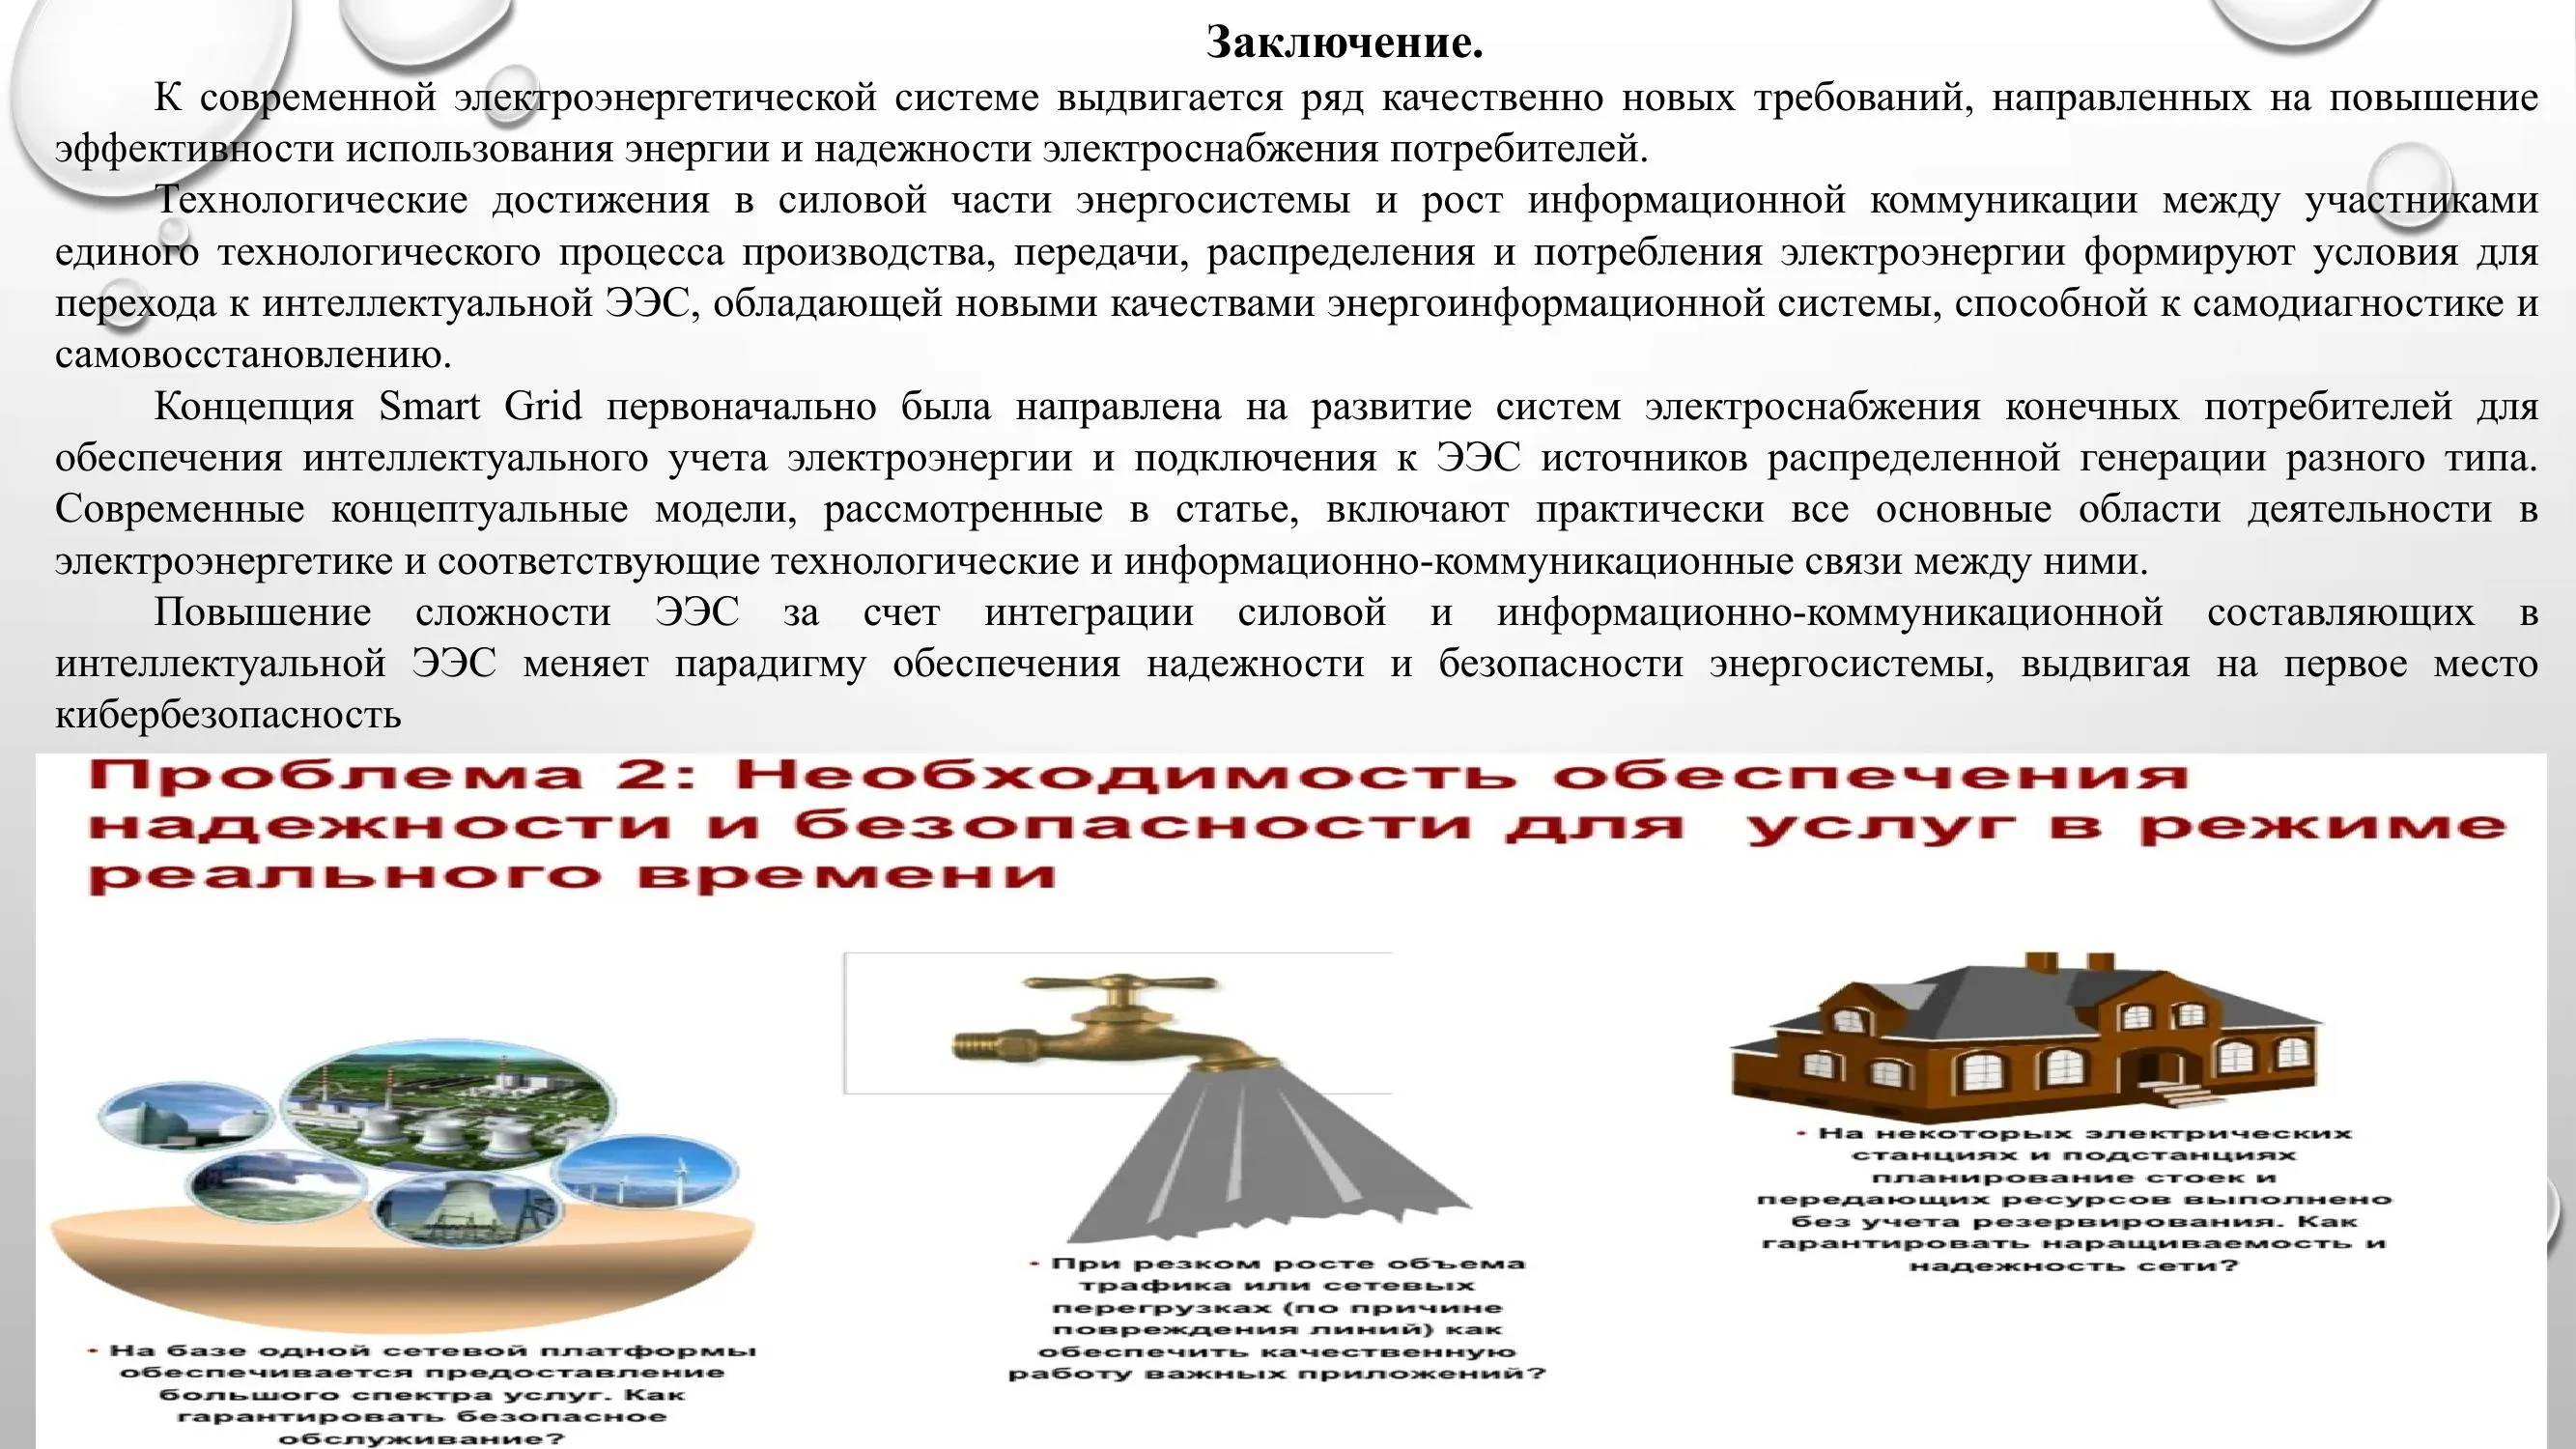 Заключение.
К современной электроэнергетической системе выдвигается ряд качественно новых требований, направленных на повышение
эффективности использования энергии и надежности электроснабжения потребителей.
Технологические достижения в силовой части энергосистемы и рост информационной коммуникации между участниками
единого технологического процесса производства, передачи, распределения и потребления электроэнергии формируют условия для
перехода к интеллектуальной ЭЭС, обладающей новыми качествами энергоинформационной системы, способной к самодиагностике и
самовосстановлению.
Концепция Smart Grid первоначально была направлена на развитие систем электроснабжения конечных потребителей для
обеспечения интеллектуального учета электроэнергии и подключения к ЭЭС источников распределенной генерации разного типа.
Современные концептуальные модели, рассмотренные в статье, включают практически все основные области деятельности в
электроэнергетике и соответствующие технологические и информационно-коммуникационные связи между ними.
Повышение сложности ЭЭС за счет интеграции силовой и информационно-коммуникационной составляющих в
интеллектуальной ЭЭС меняет парадигму обеспечения надежности и безопасности энергосистемы, выдвигая на первое место
кибербезопасность
Проблема 2: Необходимость обеспечения
надежности и безопасности для услуг в режиме
реального времени
• На базе одной сетевой платформы
обеспечивается предоставление
большого спектра услуг. Как
гарантировать безопасное
обслуживание?
• При резком росте объема
трафика или сетевых
перегрузках (по причине
повреждения линий) как
обеспечить качественную
работу важных приложений?
• На некоторых электрических
станциях и подстанциях
планирование стоек и
передающих ресурсов выполнено
без учета резервирования. Как
гарантировать наращиваемость и
надежность сети?